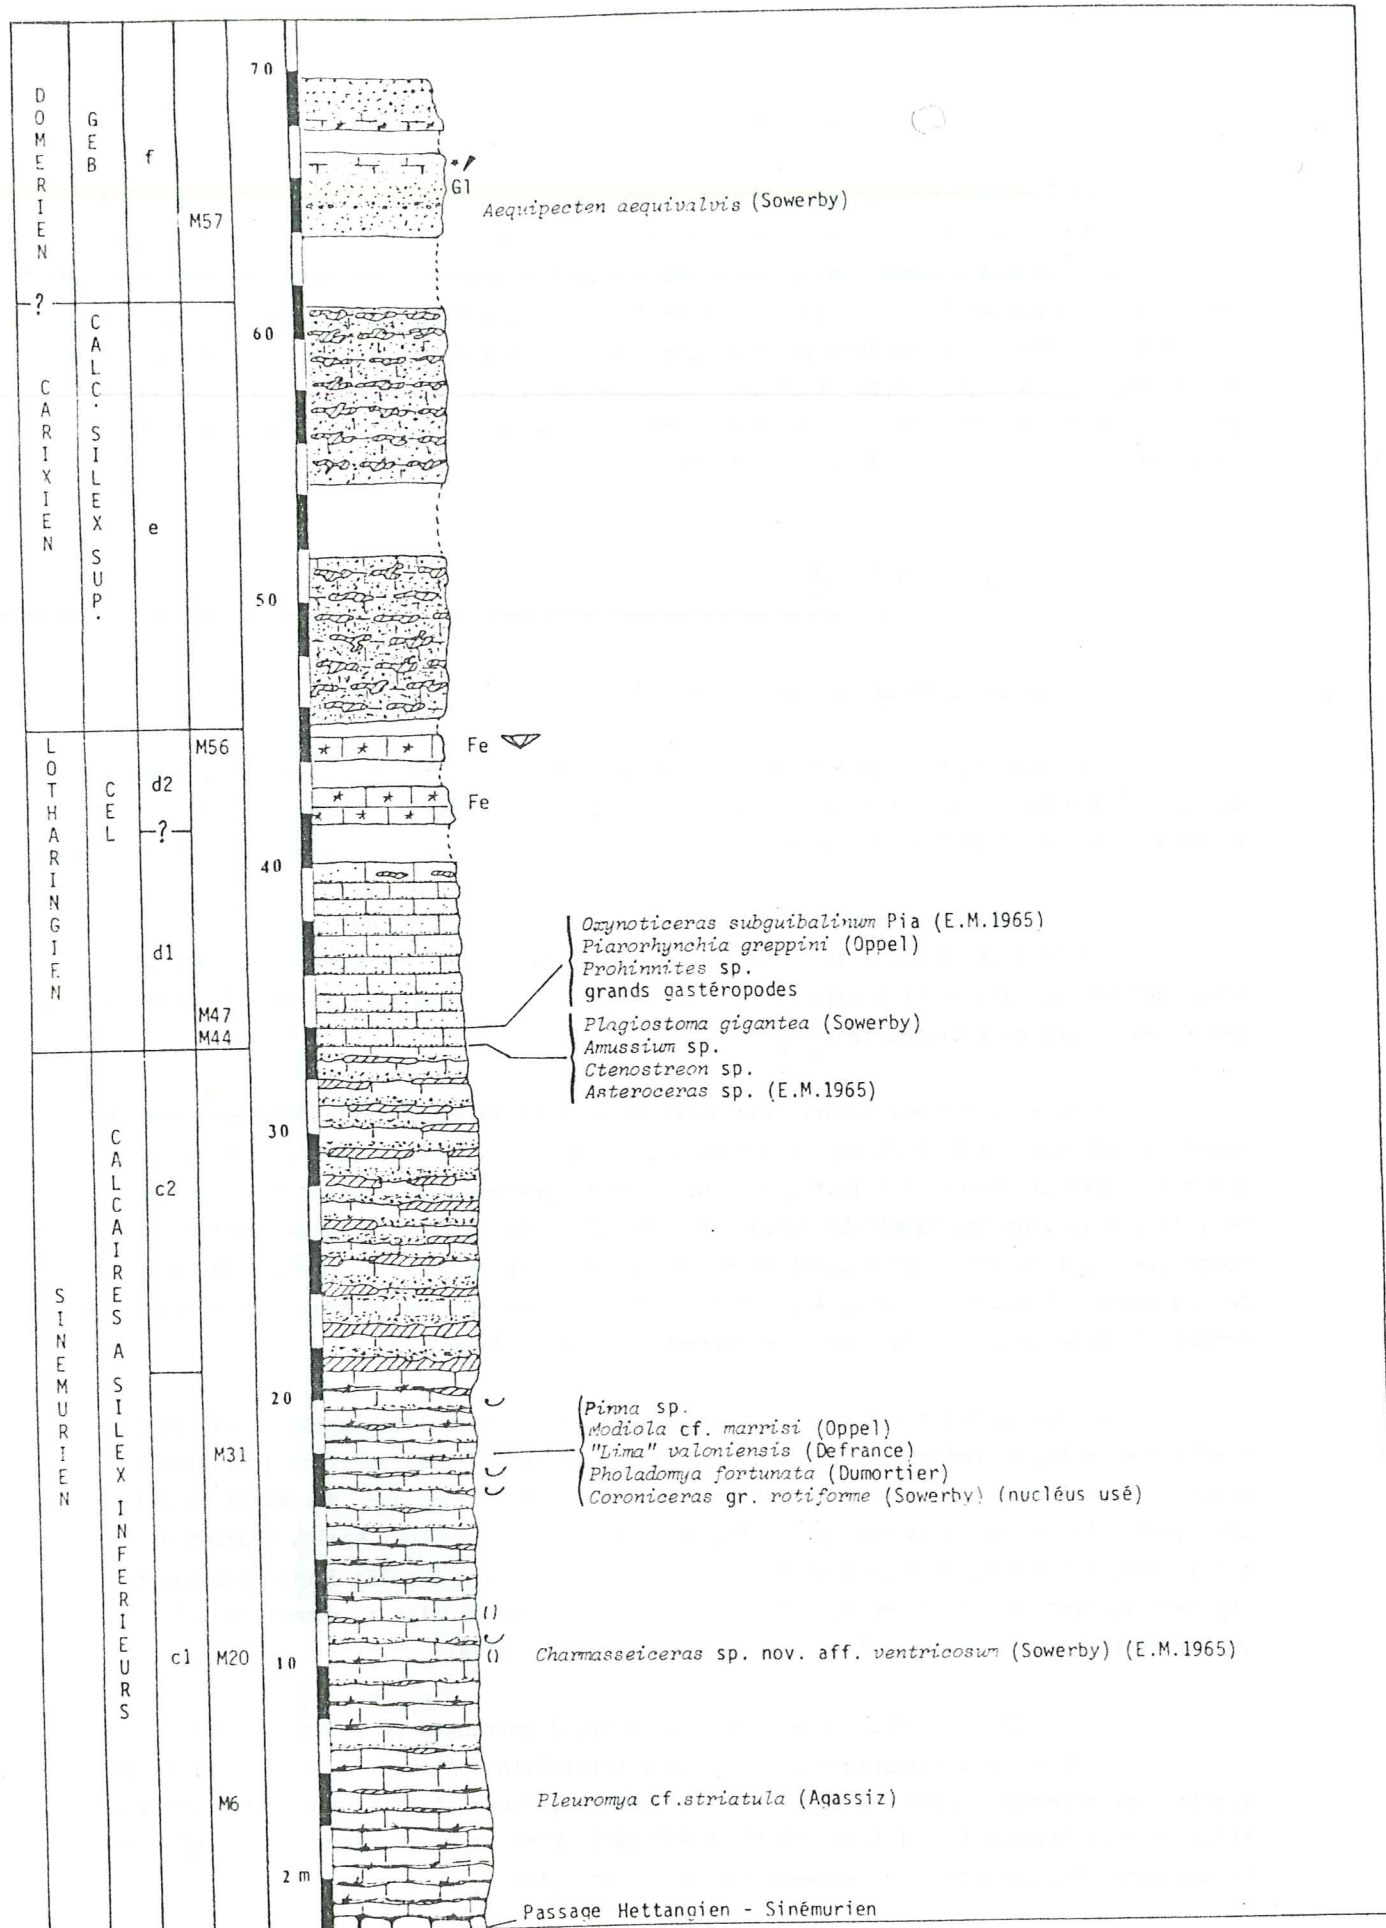 DOMERIEN
?
CARIXIEN
LOTHARINGIEN
SINEMURIEN
GEB
CALC. SILEX SUP.
CEL
CALCAIRES A SILEX INFERIEURS
f
e
d2
?
d1
c2
c1
M57
M56
M47
M44
M31
M20
M6
70
60
50
40
30
20
10
2 m
Gl
Aequipecten aequivalvis (Sowerby)
Fe
Fe
Oxynoticeras subguibalinum Pia (E.M.1965)
Piarorhynchia greppini (Oppel)
Prohinnites sp.
grands gastéropodes
Plagiostoma gigantea (Sowerby)
Amussium sp.
Ctenostreon sp.
Asteroceras sp. (E.M.1965)
Pinna sp.
Modiola cf. marrisi (Oppel)
"Lima" valoniensis (Defrance)
Pholadomya fortunata (Dumortier)
Coroniceras gr. rotiforme (Sowerby) (nucléus usé)
Charmasseiceras sp. nov. aff. ventricosum (Sowerby) (E.M.1965)
Pleuromya cf.striatula (Agassiz)
Passage Hettangien - Sinémurien